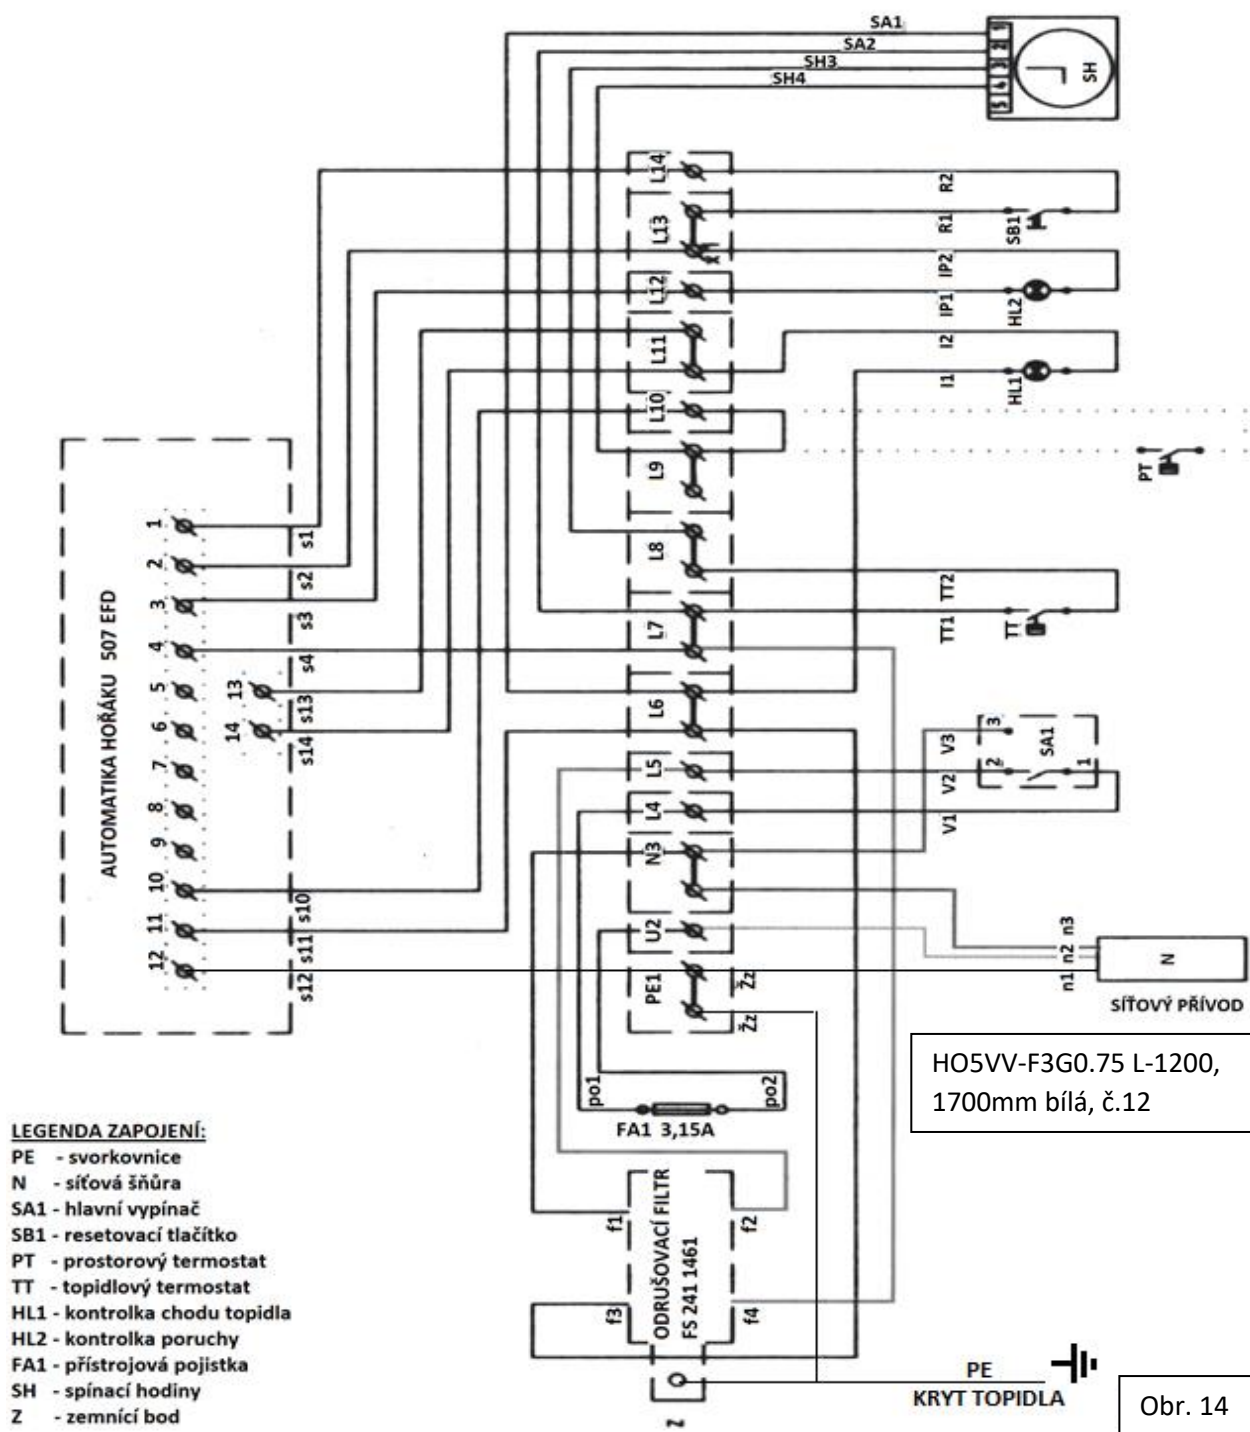 SA1
SA2
SH3
SH4
1
2
3
4
5
SH
L14
L13
L12
L11
L10
L9
L8
L7
L6
L5
L4
N3
U2
PE1
R2
R1
SB1
IP2
IP1
HL2
I2
I1
HL1
PT
TT2
TT1
TT
V3
V2
V1
3
2
1
SA1
AUTOMATIKA HOŘÁKU 507 EFD
1
2
3
4
5
6
7
8
9
10
11
12
13
14
s1
s2
s3
s4
s13
s14
s10
s11
s12
Žz
Žz
n1
n2
n3
N
SÍŤOVÝ PŘÍVOD
HO5VV-F3G0.75 L-1200,
1700mm bílá, č.12
po1
po2
FA1 3,15A
f1
f2
f3
f4
ODRUŠOVACÍ FILTR
FS 241 1461
Z
PE
KRYT TOPIDLA
Obr. 14
LEGENDA ZAPOJENÍ:
PE - svorkovnice
N - síťová šňůra
SA1 - hlavní vypínač
SB1 - resetovací tlačítko
PT - prostorový termostat
TT - topidlový termostat
HL1 - kontrolka chodu topidla
HL2 - kontrolka poruchy
FA1 - přístrojová pojistka
SH - spínací hodiny
Z - zemnící bod